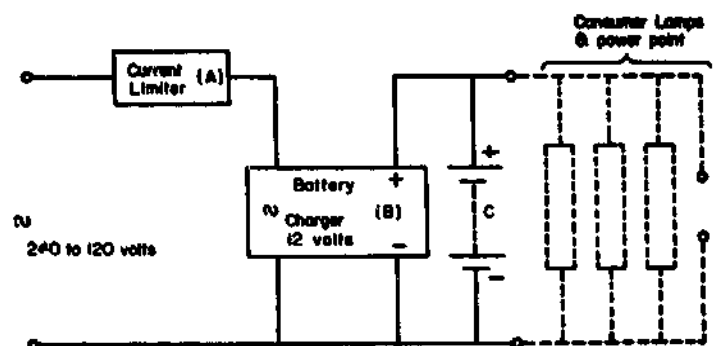 Consumer Lamps
& power point
Current
Limiter (A)
+
Battery +
∿ Charger (B)
12 volts -
C
-
∿
240 to 120 volts